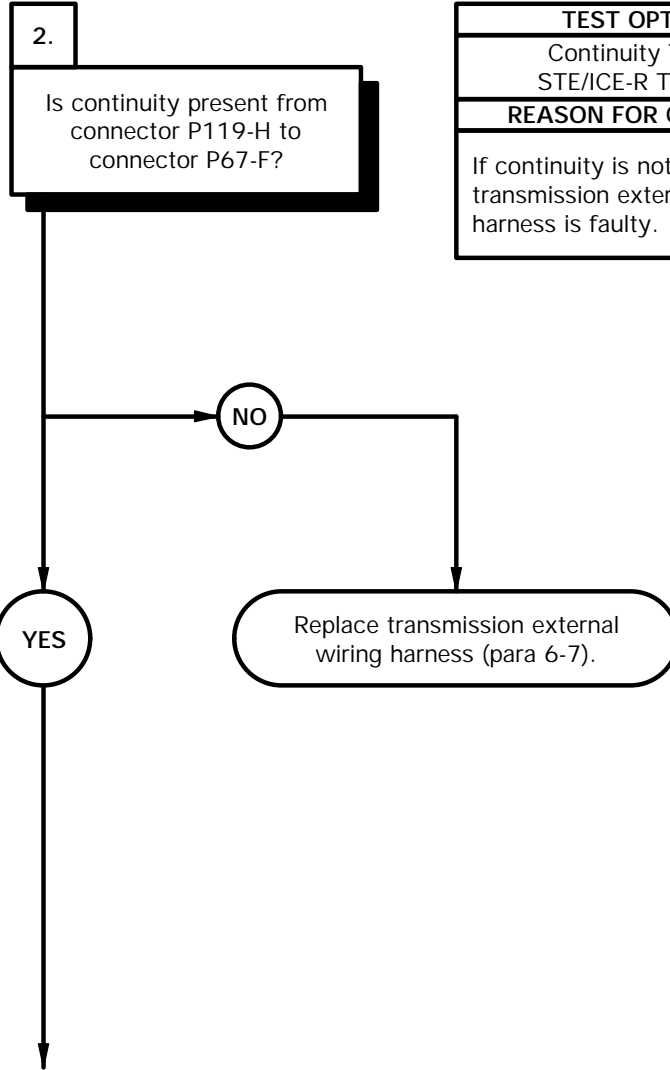 2.
Is continuity present from
connector P119-H to
connector P67-F?
TEST OPT
Continuity
STE/ICE-R T
REASON FOR
If continuity is not
transmission exter
harness is faulty.
NO
YES
Replace transmission external
wiring harness (para 6-7).